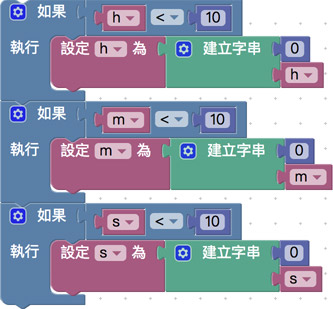 如果 h < 10
執行 設定 h 為 建立字串 0
h
如果 m < 10
執行 設定 m 為 建立字串 0
m
如果 s < 10
執行 設定 s 為 建立字串 0
s